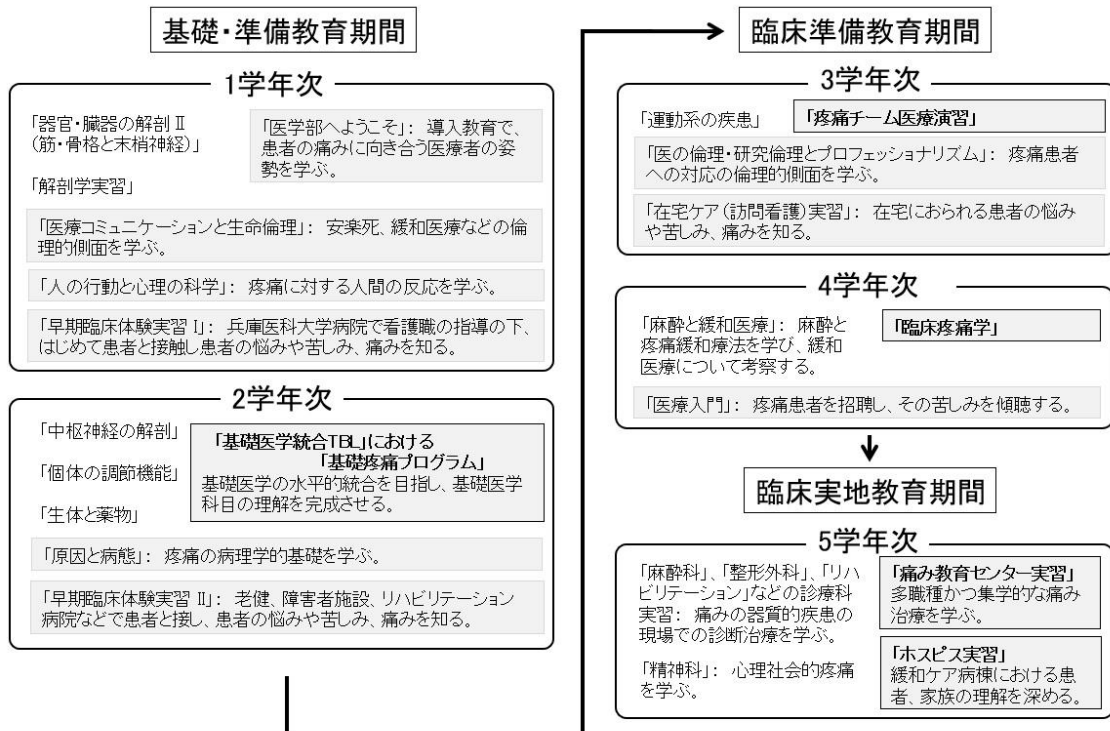 基礎・準備教育期間
1学年次
「器官・臓器の解剖Ⅱ
（筋・骨格と末梢神経）」
「解剖学実習」
「医学部へようこそ」： 導入教育で、
患者の痛みに向き合う医療者の姿
勢を学ぶ。
「医療コミュニケーションと生命倫理」： 安楽死、緩和医療などの倫
理的側面を学ぶ。
「人の行動と心理の科学」： 疼痛に対する人間の反応を学ぶ。
「早期臨床体験実習 I」： 兵庫医科大学病院で看護職の指導の下、
はじめて患者と接触し患者の悩みや苦しみ、痛みを知る。
2学年次
「中枢神経の解剖」
「個体の調節機能」
「生体と薬物」
「基礎医学統合TBL」における
「基礎疼痛プログラム」
基礎医学の水平的統合を目指し、基礎医学
科目の理解を完成させる。
「原因と病態」： 疼痛の病理学的基礎を学ぶ。
「早期臨床体験実習 II」： 老健、障害者施設、リハビリテーション
病院などで患者と接し、患者の悩みや苦しみ、痛みを知る。
臨床準備教育期間
3学年次
「運動系の疾患」
「疼痛チーム医療演習」
「医の倫理・研究倫理とプロフェッショナリズム」： 疼痛患者
への対応の倫理的側面を学ぶ。
「在宅ケア（訪問看護）実習」： 在宅におられる患者の悩み
や苦しみ、痛みを知る。
4学年次
「麻酔と緩和医療」： 麻酔と
疼痛緩和療法を学び、緩和
医療について考察する。
「臨床疼痛学」
「医療入門」： 疼痛患者を招聘し、その苦しみを傾聴する。
臨床実地教育期間
5学年次
「麻酔科」、「整形外科」、「リハ
ビリテーション」などの診療科
実習： 痛みの器質的疾患の
現場での診断治療を学ぶ。
「精神科」： 心理社会的疼痛
を学ぶ。
「痛み教育センター実習」
多職種かつ集学的な痛み
治療を学ぶ。
「ホスピス実習」
緩和ケア病棟における患
者、家族の理解を深める。